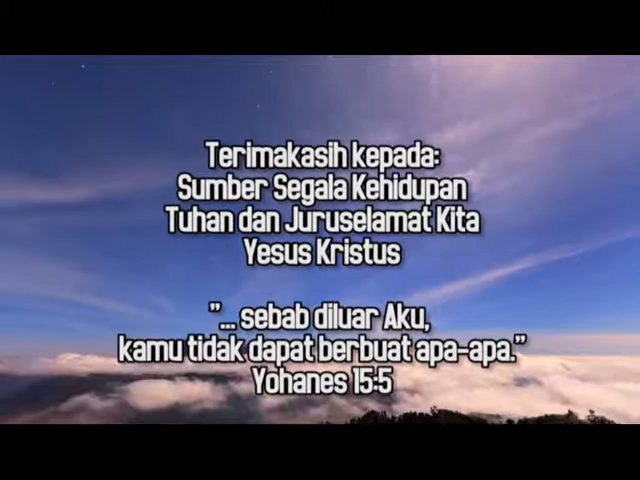 Terimakasih kepada:
Sumber Segala Kehidupan
Tuhan dan Juruselamat Kita
Yesus Kristus
"... sebab diluar Aku,
kamu tidak dapat berbuat apa-apa."
Yohanes 15:5